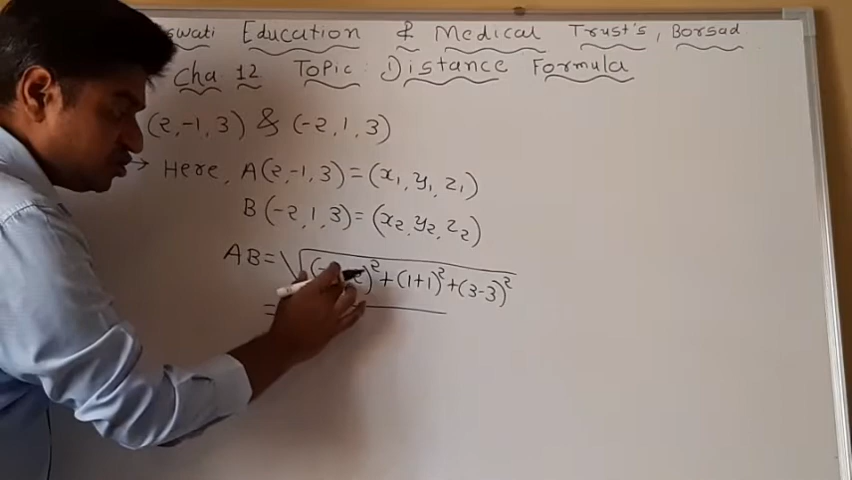 Education & Medical Trust's, Borsad
Cha 12 Topic : Distance Formula
(2,-1,3) & (-2,1,3)
→ Here, A(2,-1,3) = (x₁, y₁, z₁)
B(-2,1,3) = (x₂, y₂, z₂)
AB = √ )² + (1+1)² + (3-3)²
=